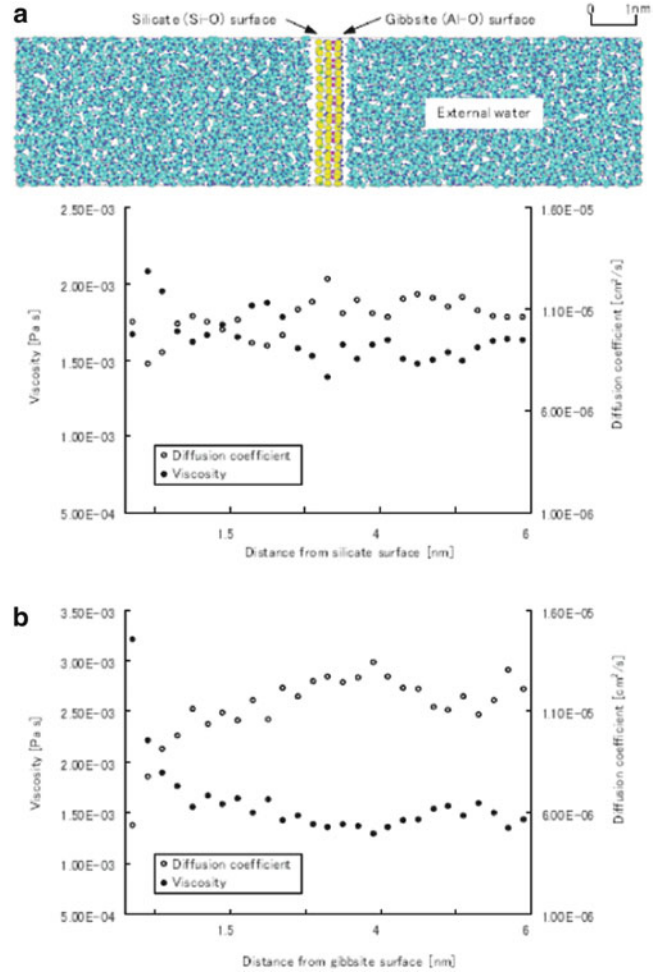 a
Silicate (Si-O) surface
Gibbsite (Al-O) surface
0 1nm
External water
2.50E-03
2.00E-03
1.50E-03
1.00E-03
5.00E-04
Viscosity [Pa s]
1.60E-05
1.10E-05
6.00E-06
1.00E-06
Diffusion coefficient [cm²/s]
Diffusion coefficient
Viscosity
1.5 4 6
Distance from silicate surface [nm]
b
3.50E-03
3.00E-03
2.50E-03
2.00E-03
1.50E-03
1.00E-03
5.00E-04
Viscosity [Pa s]
1.60E-05
1.10E-05
6.00E-06
1.00E-06
Diffusion coefficient [cm²/s]
Diffusion coefficient
Viscosity
1.5 4 6
Distance from gibbsite surface [nm]